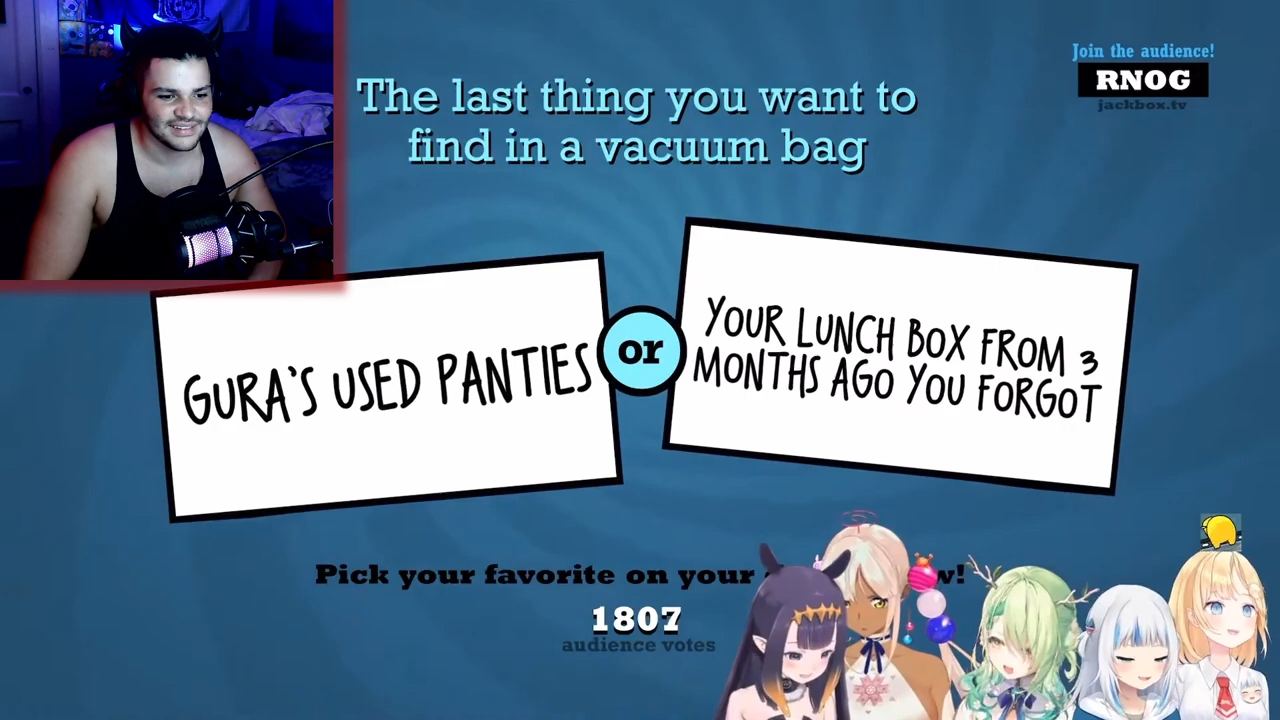 Join the audience!
RNOG
jackbox.tv
The last thing you want to
find in a vacuum bag
GURA'S USED PANTIES
or
YOUR LUNCH BOX FROM 3
MONTHS AGO YOU FORGOT
Pick your favorite on your
w!
1807
audience votes